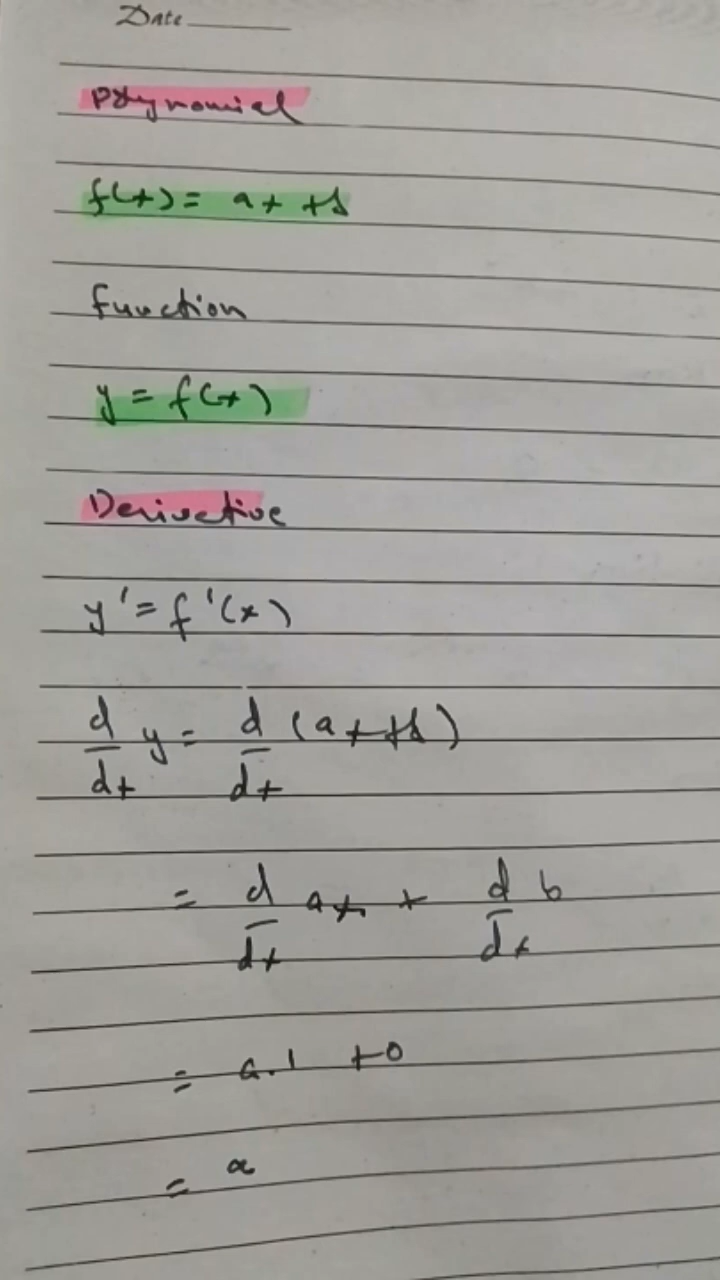 Date
Polynomial
f(x) = ax + b
function
y = f(x)
Derivative
y' = f'(x)
d/dx y = d/dx (ax + b)
= d/dx ax + d/dx b
= a.1 + 0
= a